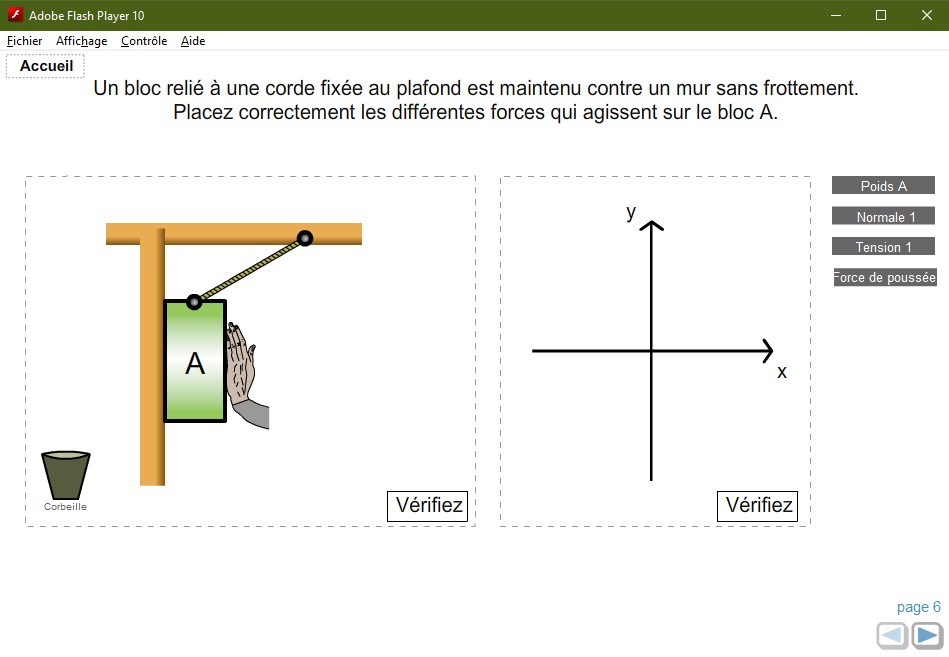 Adobe Flash Player 10
Fichier Affichage Contrôle Aide
Accueil
Un bloc relié à une corde fixée au plafond est maintenu contre un mur sans frottement.
Placez correctement les différentes forces qui agissent sur le bloc A.
Poids A
Normale 1
Tension 1
Force de poussée
y
x
A
Corbeille
Vérifiez
Vérifiez
page 6